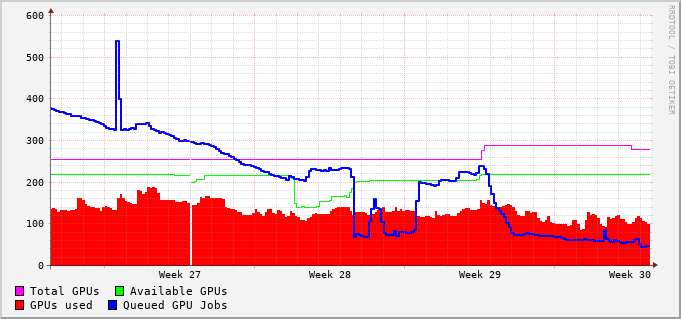 600
500
400
300
200
100
0
Week 27 Week 28 Week 29 Week 30
Total GPUs Available GPUs
GPUs used Queued GPU Jobs
RRDTOOL / TOBI OETIKER